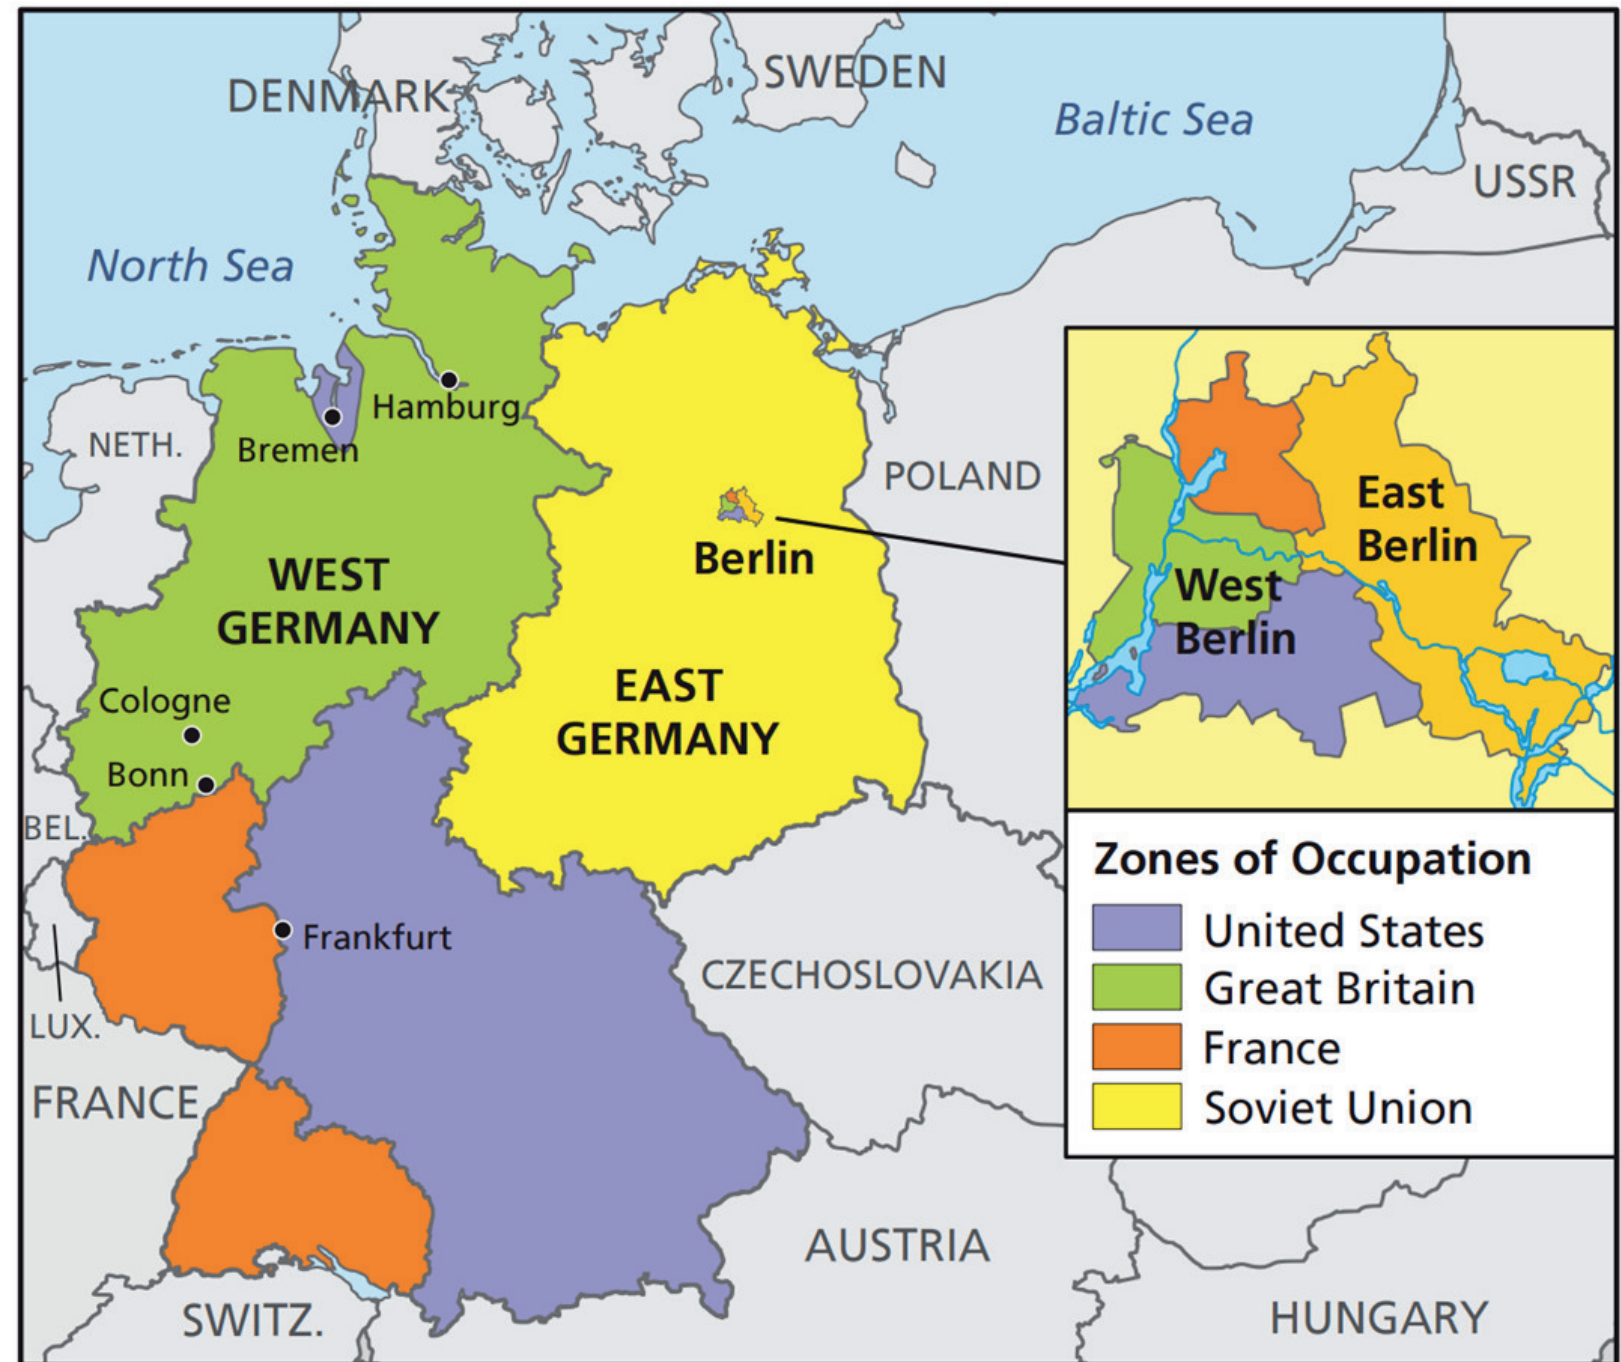 DENMARK
SWEDEN
Baltic Sea
USSR
North Sea
Hamburg
NETH.
Bremen
POLAND
East
Berlin
Berlin
WEST
GERMANY
West
Berlin
EAST
GERMANY
Cologne
Bonn
BEL.
Zones of Occupation
United States
Frankfurt
CZECHOSLOVAKIA
Great Britain
LUX.
France
FRANCE
Soviet Union
AUSTRIA
SWITZ.
HUNGARY